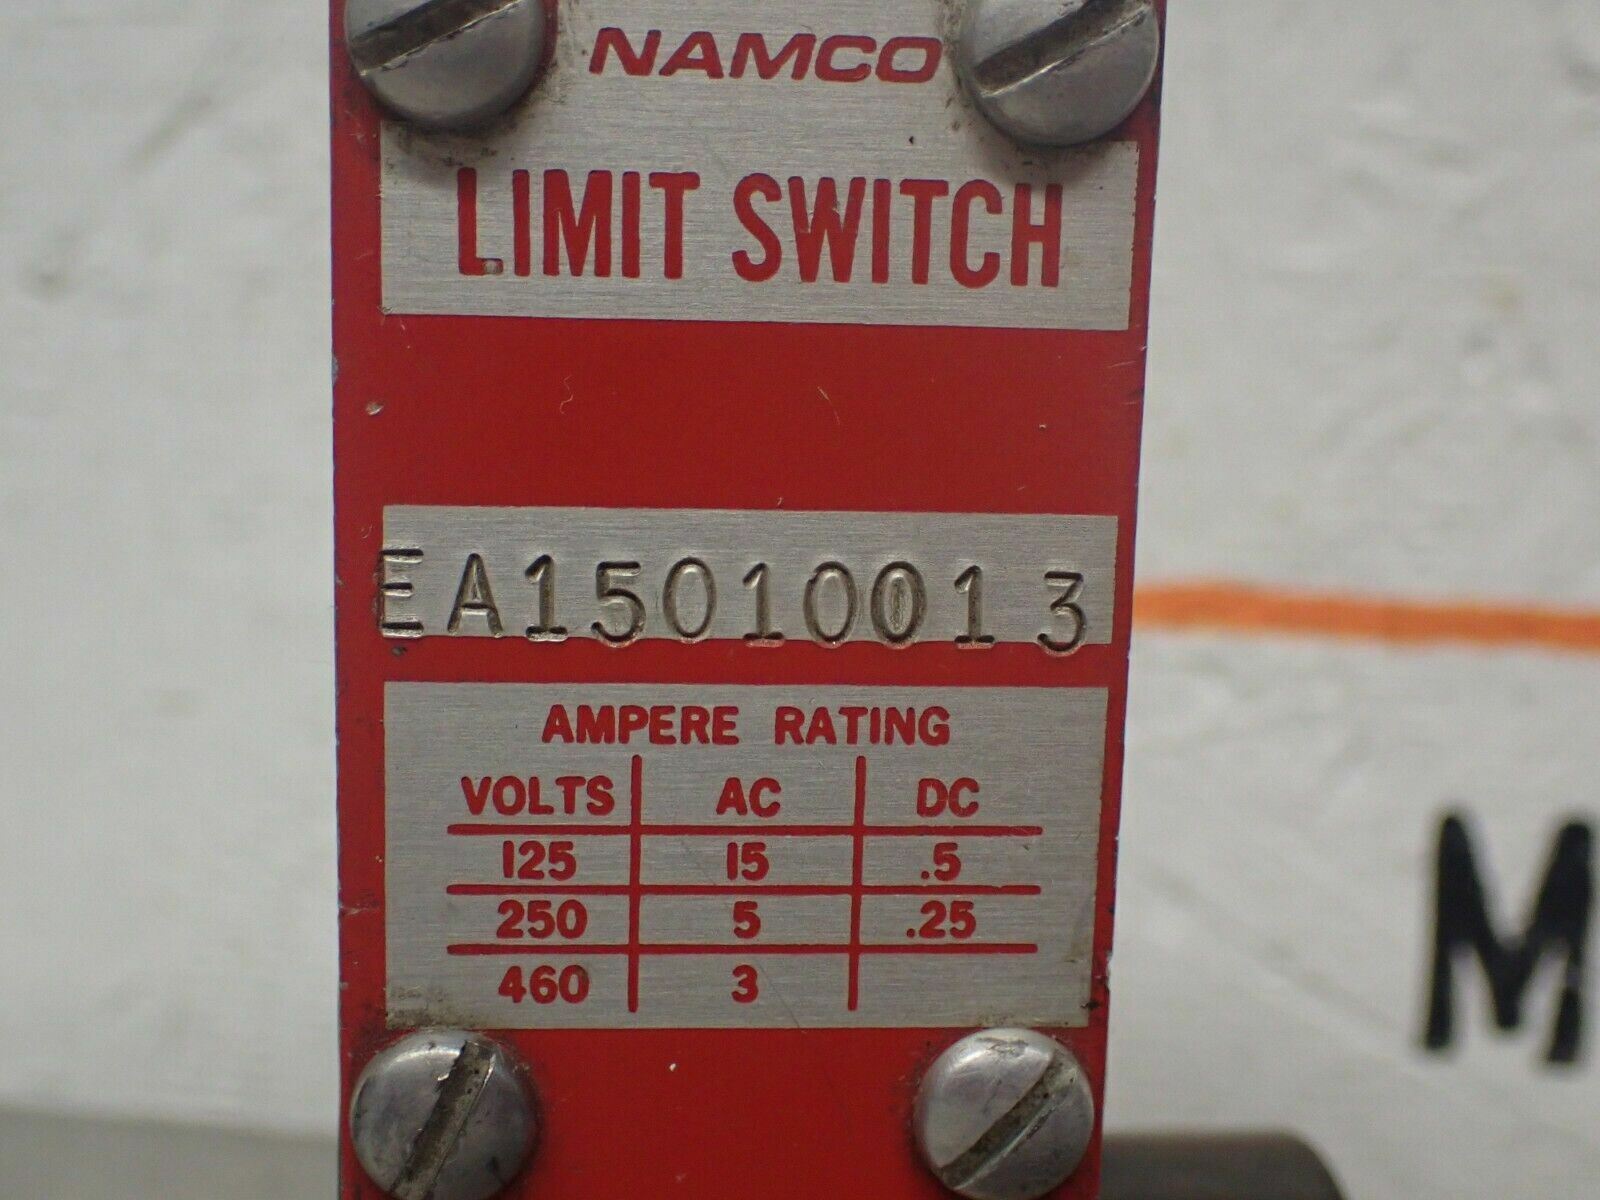 NAMCO
LIMIT SWITCH
EA15010013
AMPERE RATING
VOLTS AC DC
125 15 .5
250 5 .25
460 3
M